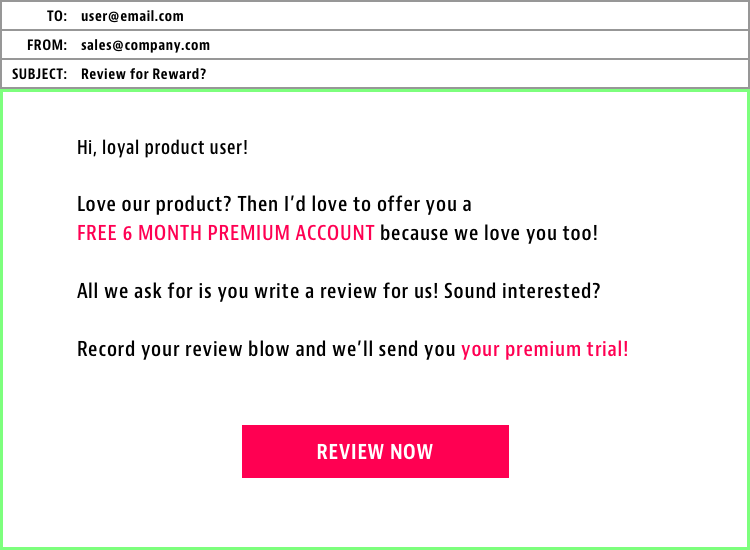 TO: user@email.com
FROM: sales@company.com
SUBJECT: Review for Reward?
Hi, loyal product user!
Love our product? Then I’d love to offer you a
FREE 6 MONTH PREMIUM ACCOUNT because we love you too!
All we ask for is you write a review for us! Sound interested?
Record your review blow and we’ll send you your premium trial!
REVIEW NOW